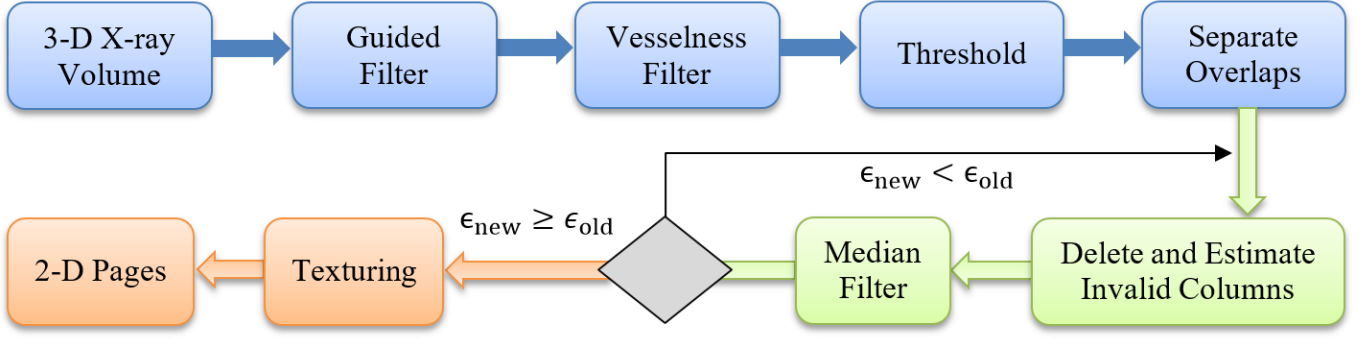 3-D X-ray
Volume
Guided
Filter
Vesselness
Filter
Threshold
Separate
Overlaps
ϵnew < ϵold
ϵnew ≥ ϵold
2-D Pages
Texturing
Median
Filter
Delete and Estimate
Invalid Columns